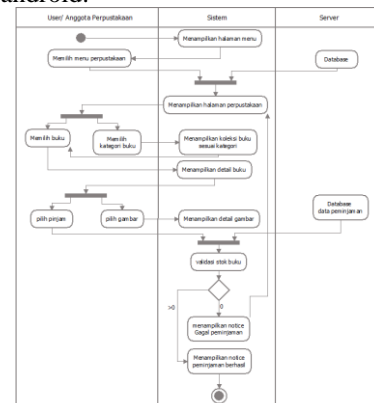 android.
User/ Anggota Perpustakaan
Sistem
Server
Menampilkan halaman menu
Memilih menu perpustakaan
Database
Menampilkan halaman perpustakaan
Memilih buku
Memilih
kategori buku
Menampilkan koleksi buku
sesuai kategori
Menampilkan detail buku
pilih pinjam
pilih gambar
Menampilkan detail gambar
Database
data peminjaman
validasi stok buku
>0
0
menampilkan notice
Gagal peminjaman
Menampilkan notice
peminjaman berhasil